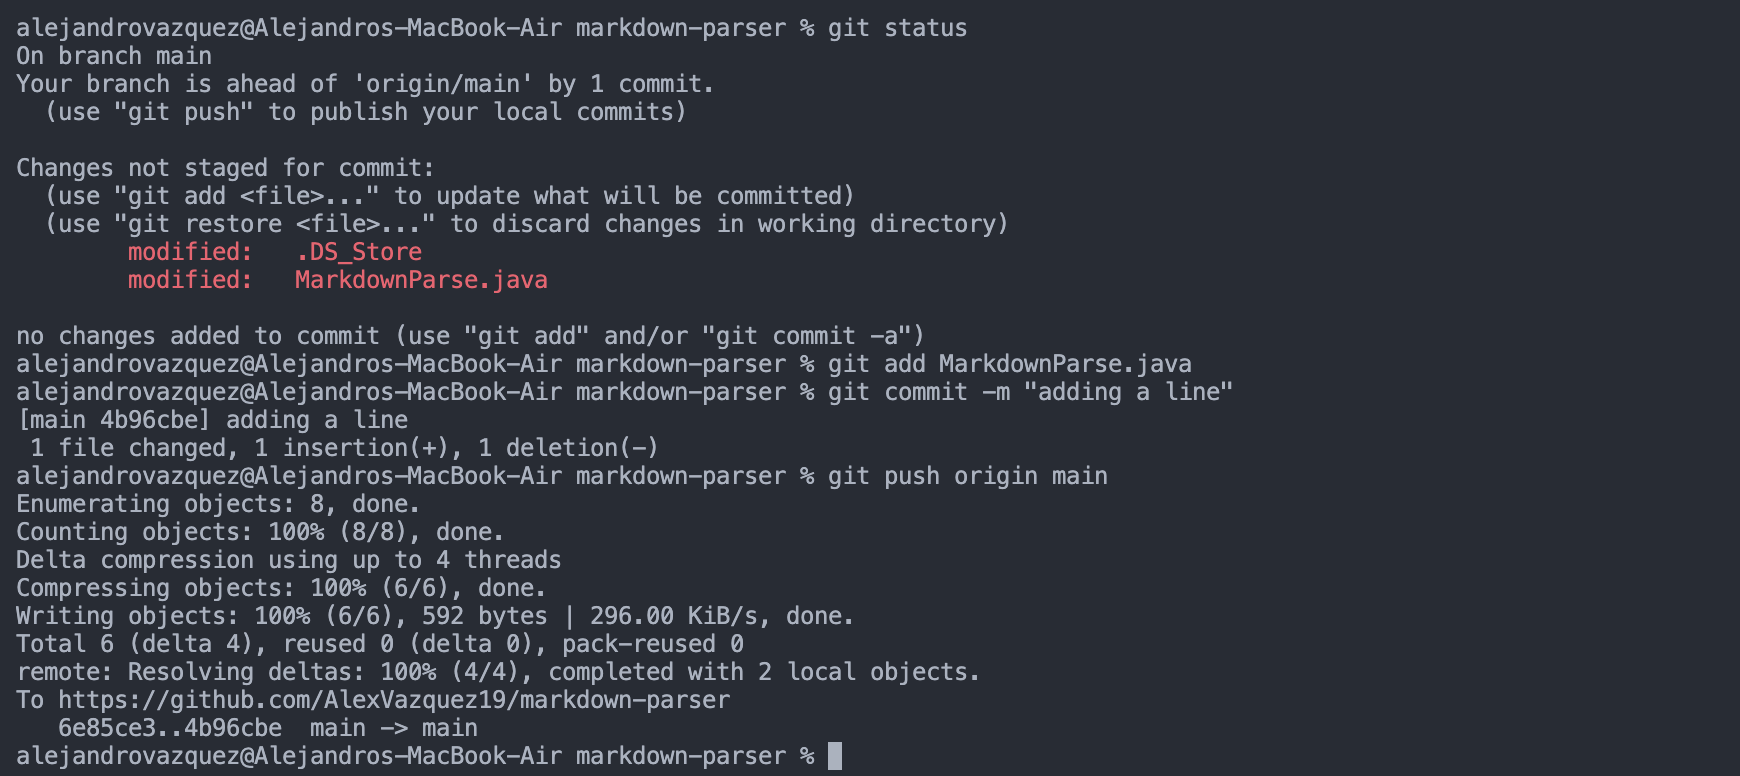 alejandrovazquez@Alejandros-MacBook-Air markdown-parser % git status
On branch main
Your branch is ahead of 'origin/main' by 1 commit.
  (use "git push" to publish your local commits)

Changes not staged for commit:
  (use "git add <file>..." to update what will be committed)
  (use "git restore <file>..." to discard changes in working directory)
        modified:   .DS_Store
        modified:   MarkdownParse.java

no changes added to commit (use "git add" and/or "git commit -a")
alejandrovazquez@Alejandros-MacBook-Air markdown-parser % git add MarkdownParse.java
alejandrovazquez@Alejandros-MacBook-Air markdown-parser % git commit -m "adding a line"
[main 4b96cbe] adding a line
 1 file changed, 1 insertion(+), 1 deletion(-)
alejandrovazquez@Alejandros-MacBook-Air markdown-parser % git push origin main
Enumerating objects: 8, done.
Counting objects: 100% (8/8), done.
Delta compression using up to 4 threads
Compressing objects: 100% (6/6), done.
Writing objects: 100% (6/6), 592 bytes | 296.00 KiB/s, done.
Total 6 (delta 4), reused 0 (delta 0), pack-reused 0
remote: Resolving deltas: 100% (4/4), completed with 2 local objects.
To https://github.com/AlexVazquez19/markdown-parser
   6e85ce3..4b96cbe  main -> main
alejandrovazquez@Alejandros-MacBook-Air markdown-parser %